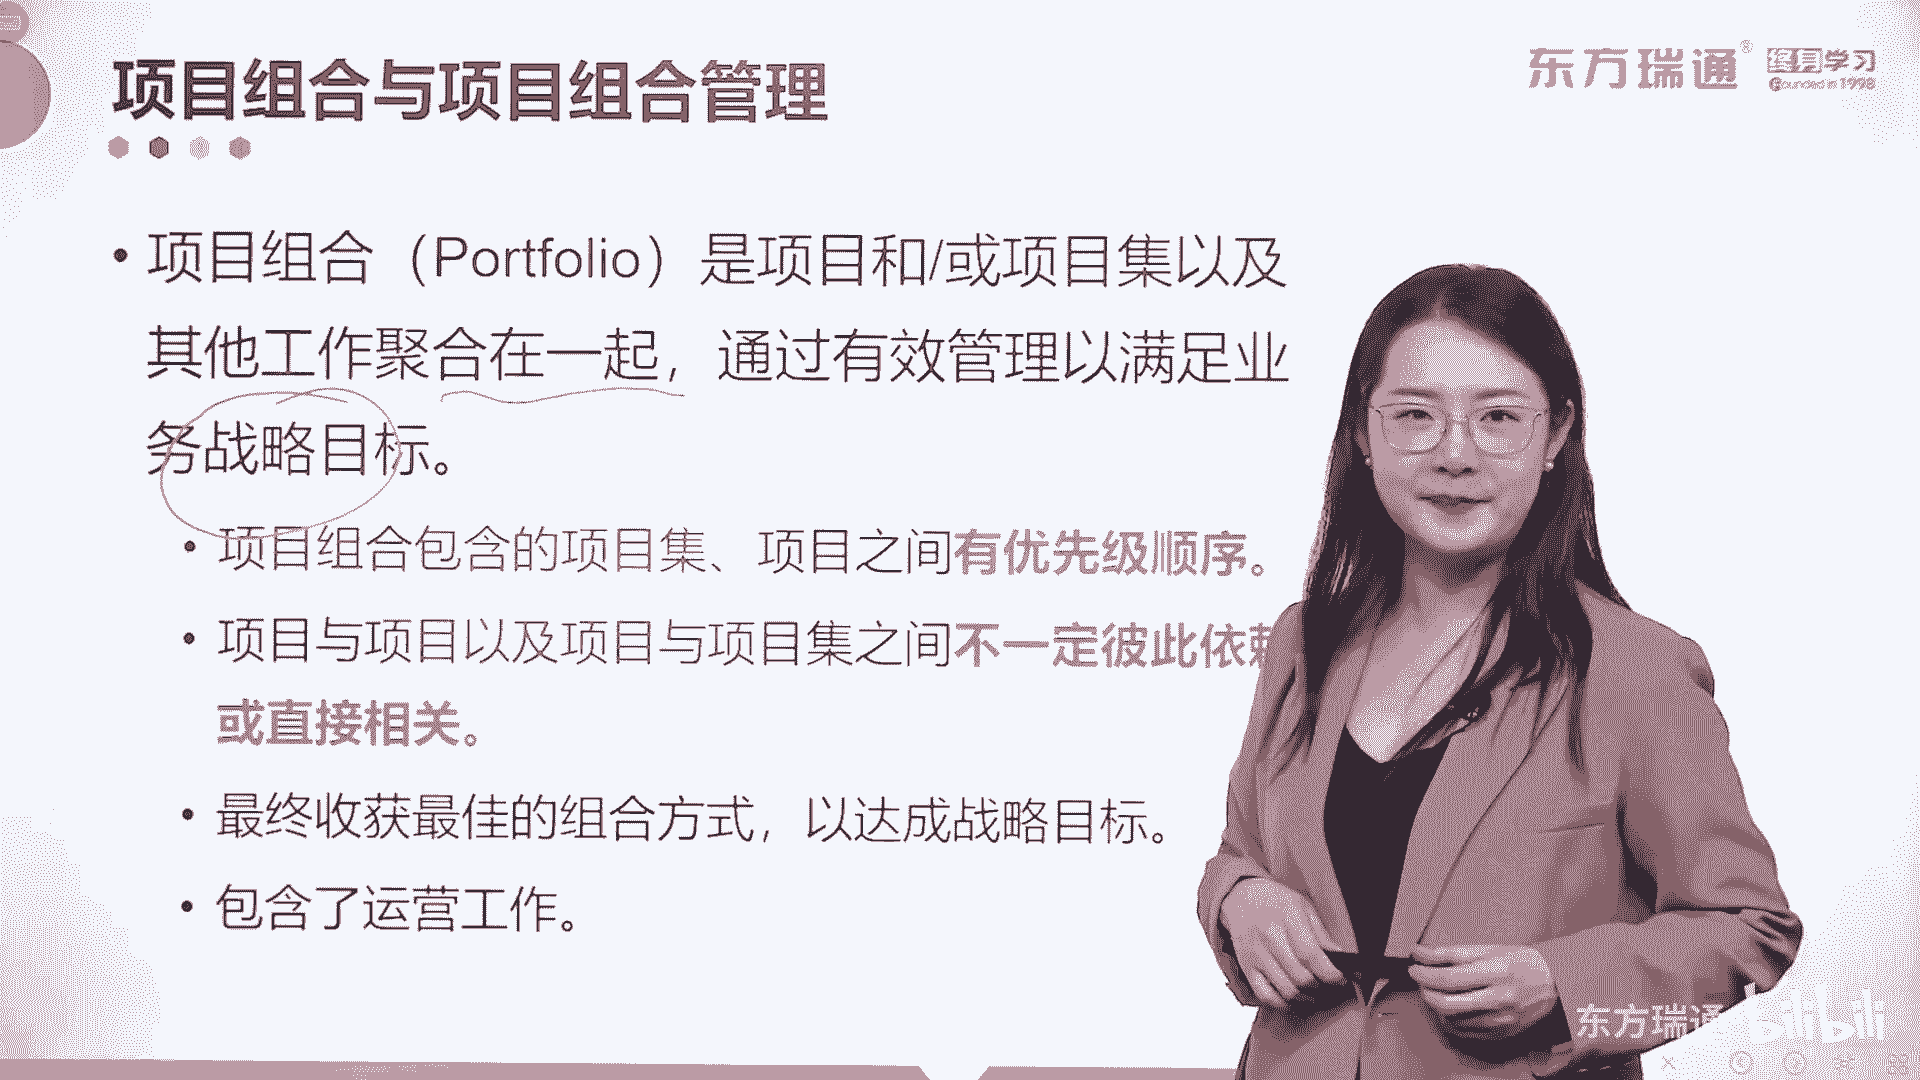 项目组合与项目组合管理
东方瑞通®
终身学习
Founded in 1998
• 项目组合（Portfolio）是项目和/或项目集以及
其他工作聚合在一起，通过有效管理以满足业
务战略目标。
• 项目组合包含的项目集、项目之间有优先级顺序。
• 项目与项目以及项目与项目集之间不一定彼此依赖
或直接相关。
• 最终收获最佳的组合方式，以达成战略目标。
• 包含了运营工作。
东方瑞通
bilibili